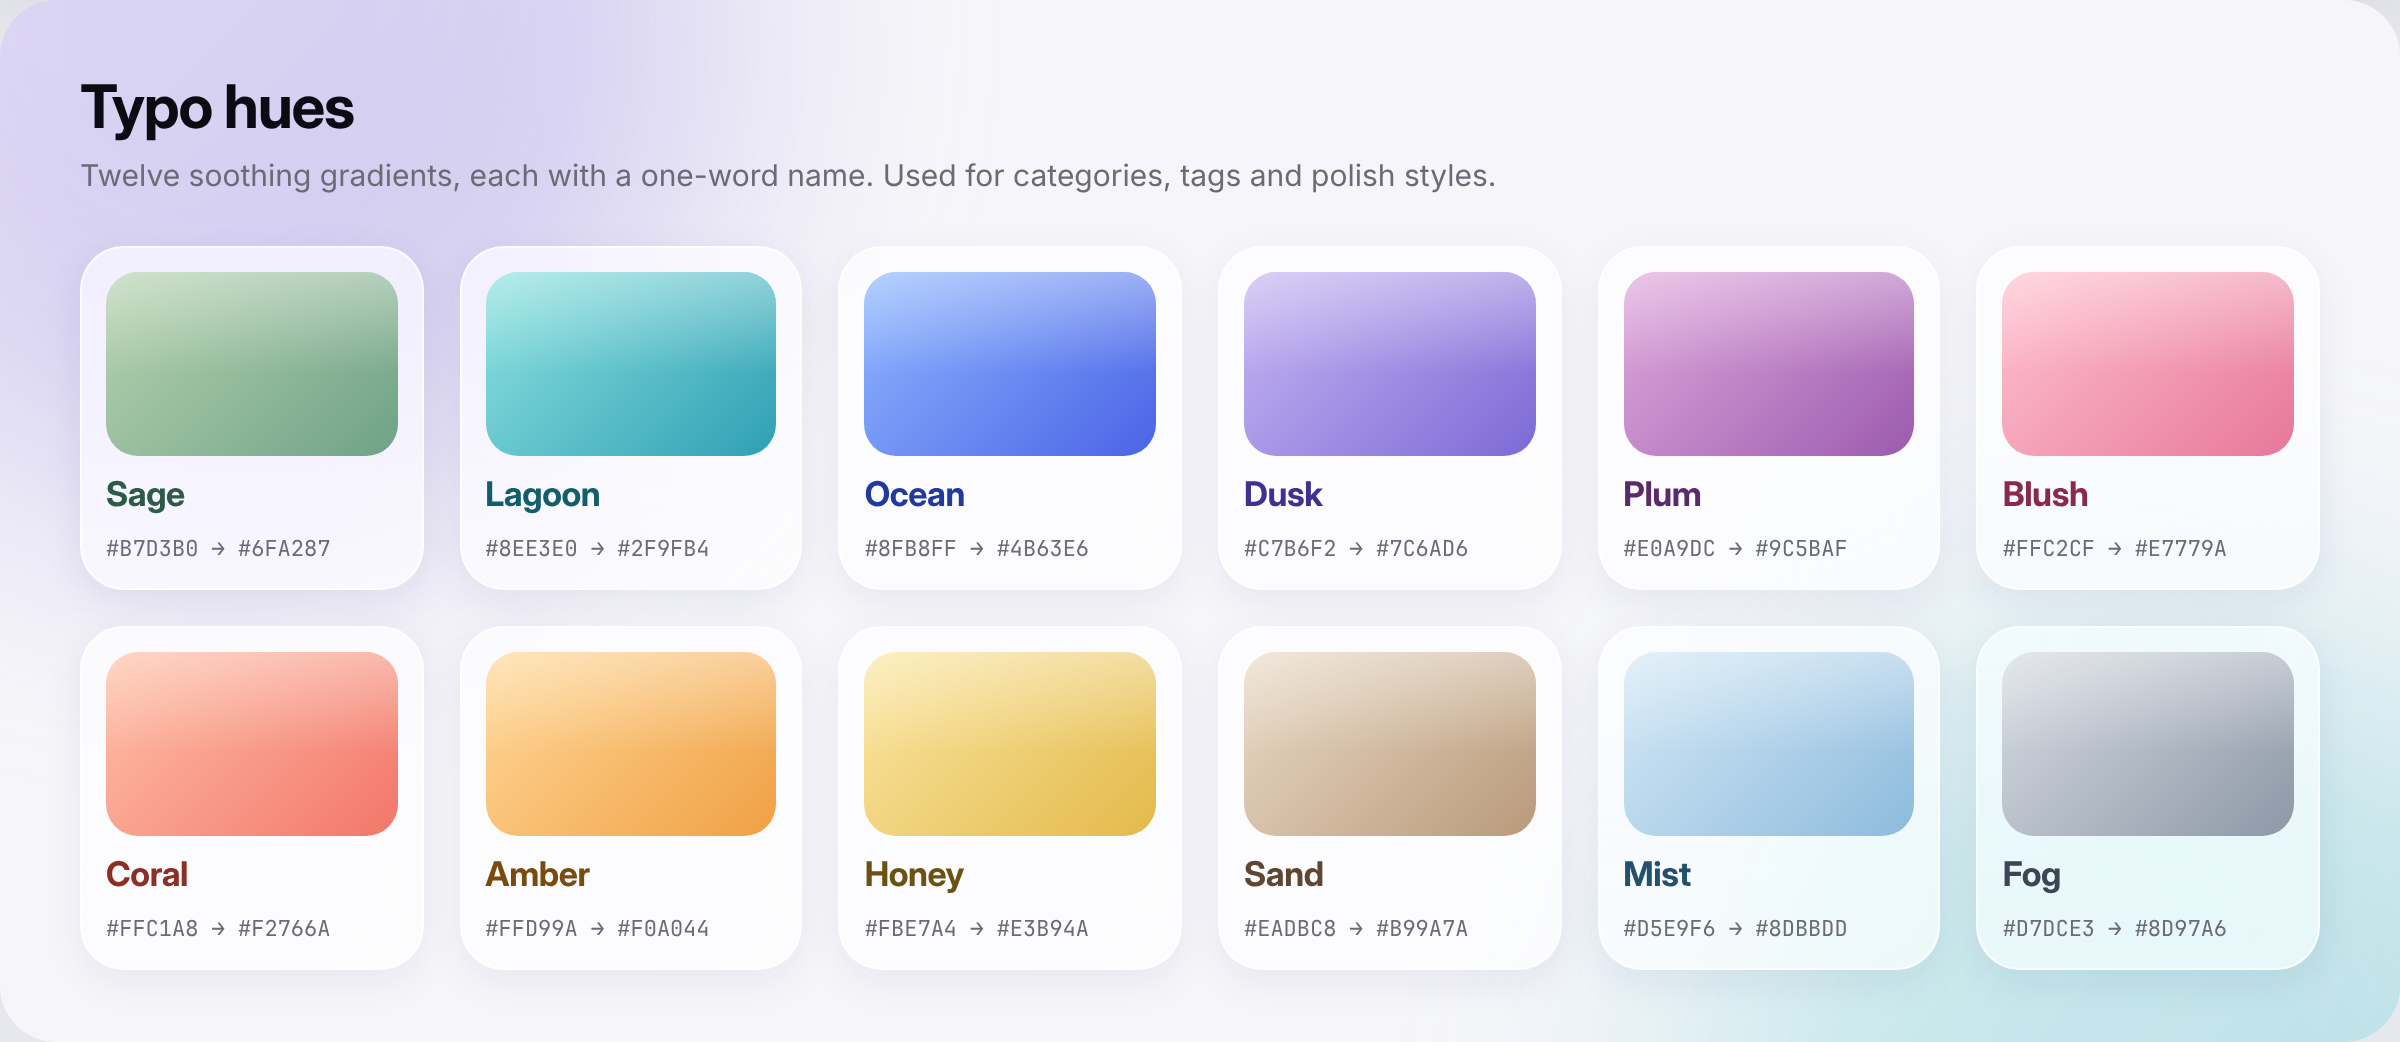 Typo hues
Twelve soothing gradients, each with a one-word name. Used for categories, tags and polish styles.
Sage
#B7D3B0 → #6FA287
Lagoon
#8EE3E0 → #2F9FB4
Ocean
#8FB8FF → #4B63E6
Dusk
#C7B6F2 → #7C6AD6
Plum
#E0A9DC → #9C5BAF
Blush
#FFC2CF → #E7779A
Coral
#FFC1A8 → #F2766A
Amber
#FFD99A → #F0A044
Honey
#FBE7A4 → #E3B94A
Sand
#EADBC8 → #B99A7A
Mist
#D5E9F6 → #8DBBDD
Fog
#D7DCE3 → #8D97A6